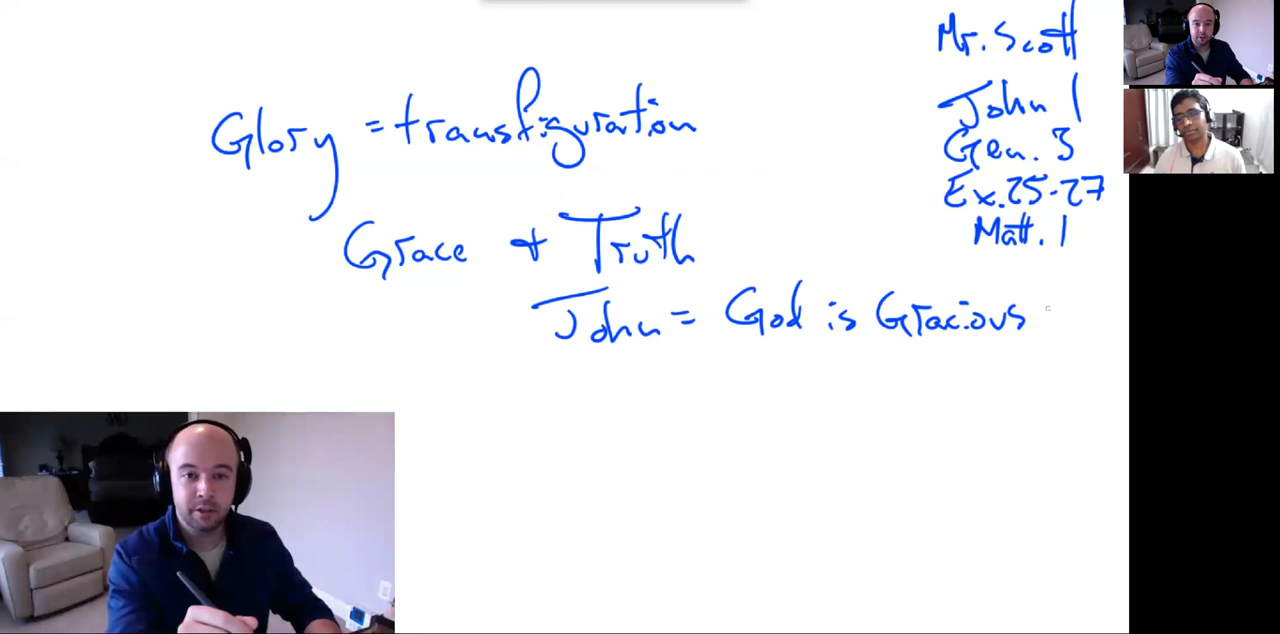 Mr. Scott
John 1
Gen. 3
Ex. 25-27
Matt. 1
Glory = transfiguration
Grace + Truth
John = God is Gracious